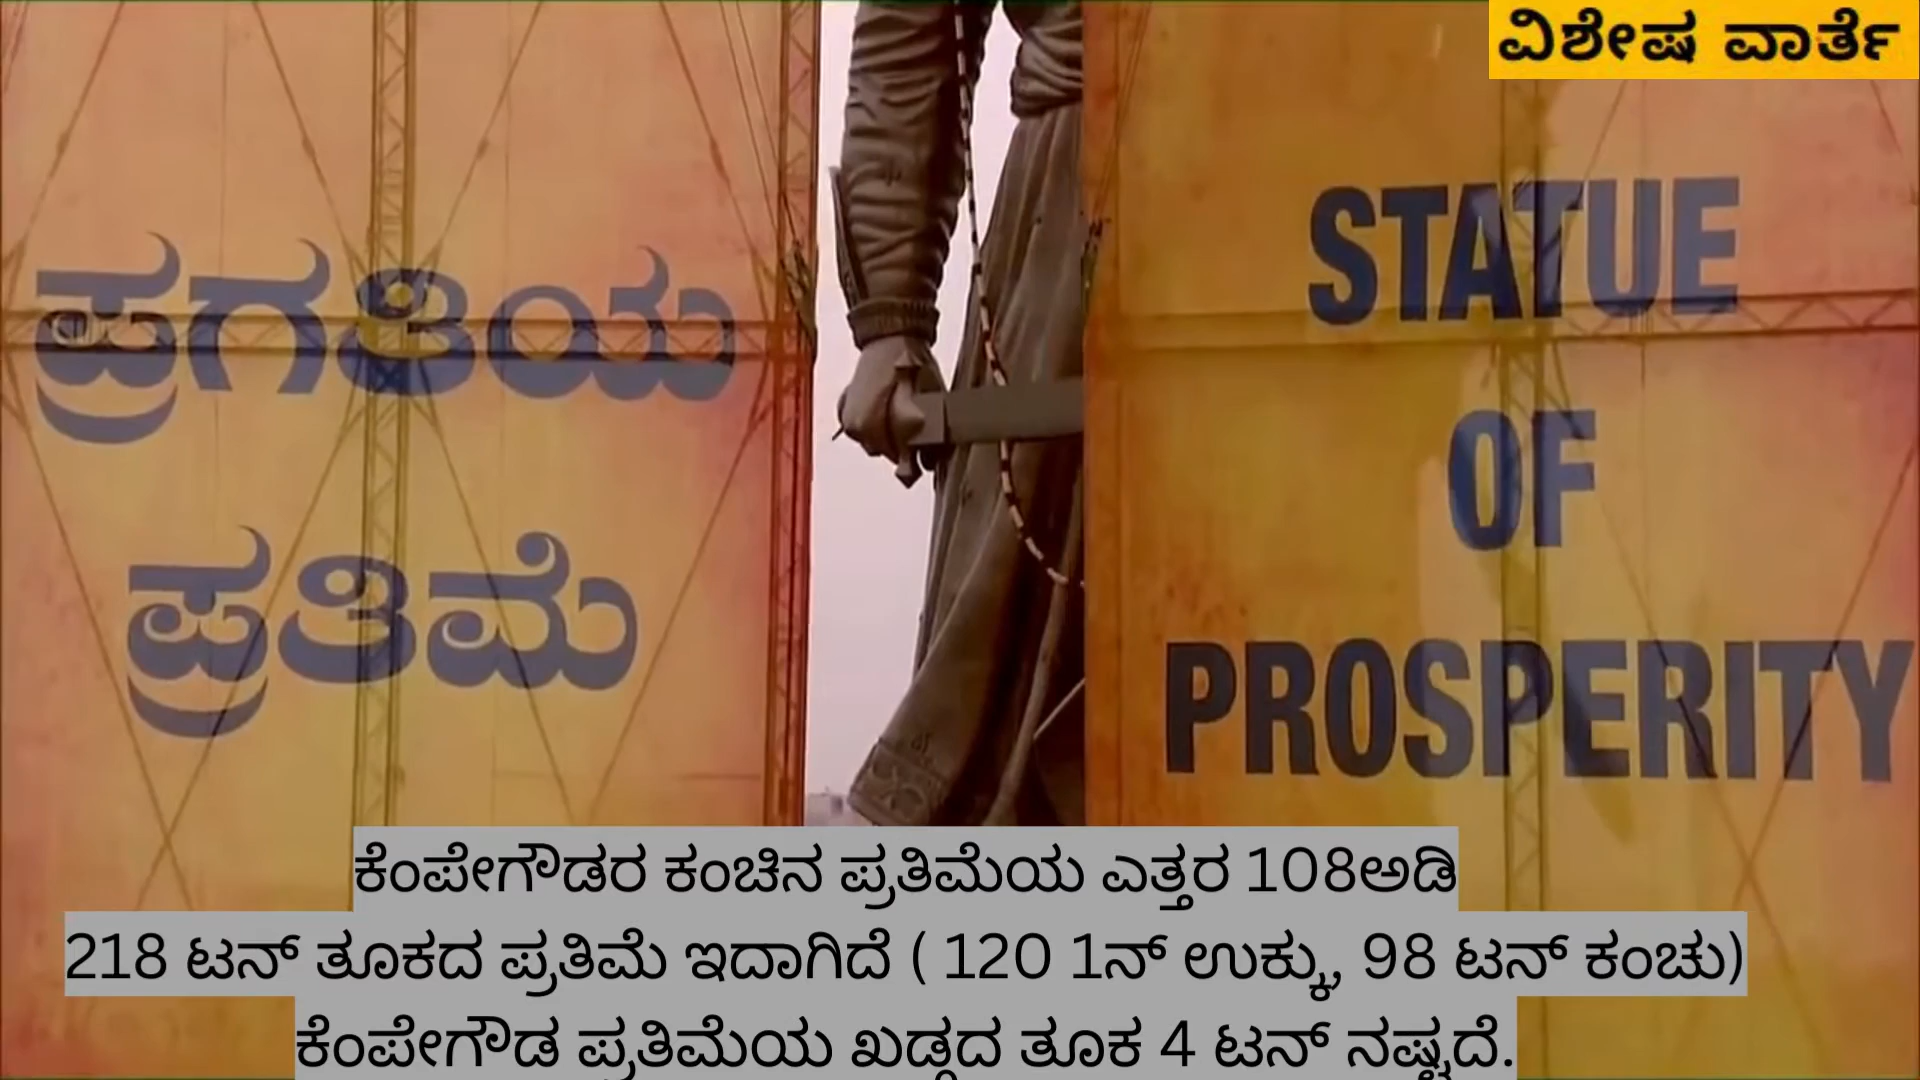 ವಿಶೇಷ ವಾರ್ತೆ
ಪ್ರಗತಿಯ
ಪ್ರತಿಮೆ
STATUE
OF
PROSPERITY
ಕೆಂಪೇಗೌಡರ ಕಂಚಿನ ಪ್ರತಿಮೆಯ ಎತ್ತರ 108ಅಡಿ
218 ಟನ್ ತೂಕದ ಪ್ರತಿಮೆ ಇದಾಗಿದೆ ( 120 1ನ್ ಉಕ್ಕು, 98 ಟನ್ ಕಂಚು)
ಕೆಂಪೇಗೌಡ ಪ್ರತಿಮೆಯ ಖಡ್ಗದ ತೂಕ 4 ಟನ್ ನಷ್ಟದೆ.